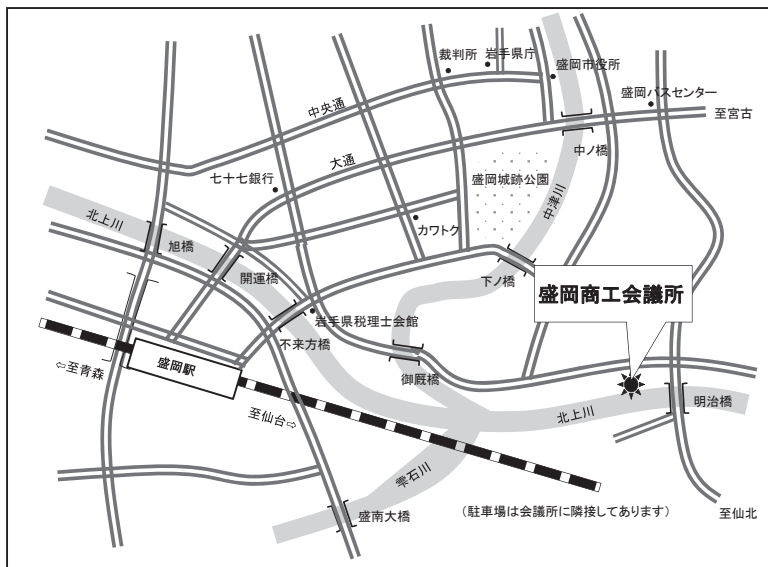 裁判所
岩手県庁
盛岡市役所
盛岡バスセンター
中央通
至宮古
大通
中ノ橋
七十七銀行
盛岡城跡公園
中津川
北上川
カワトク
旭橋
開運橋
下ノ橋
盛岡商工会議所
岩手県税理士会館
不来方橋
盛岡駅
⇦至青森
御厩橋
至仙台⇨
北上川
明治橋
雫石川
盛南大橋
（駐車場は会議所に隣接してあります）
至仙北